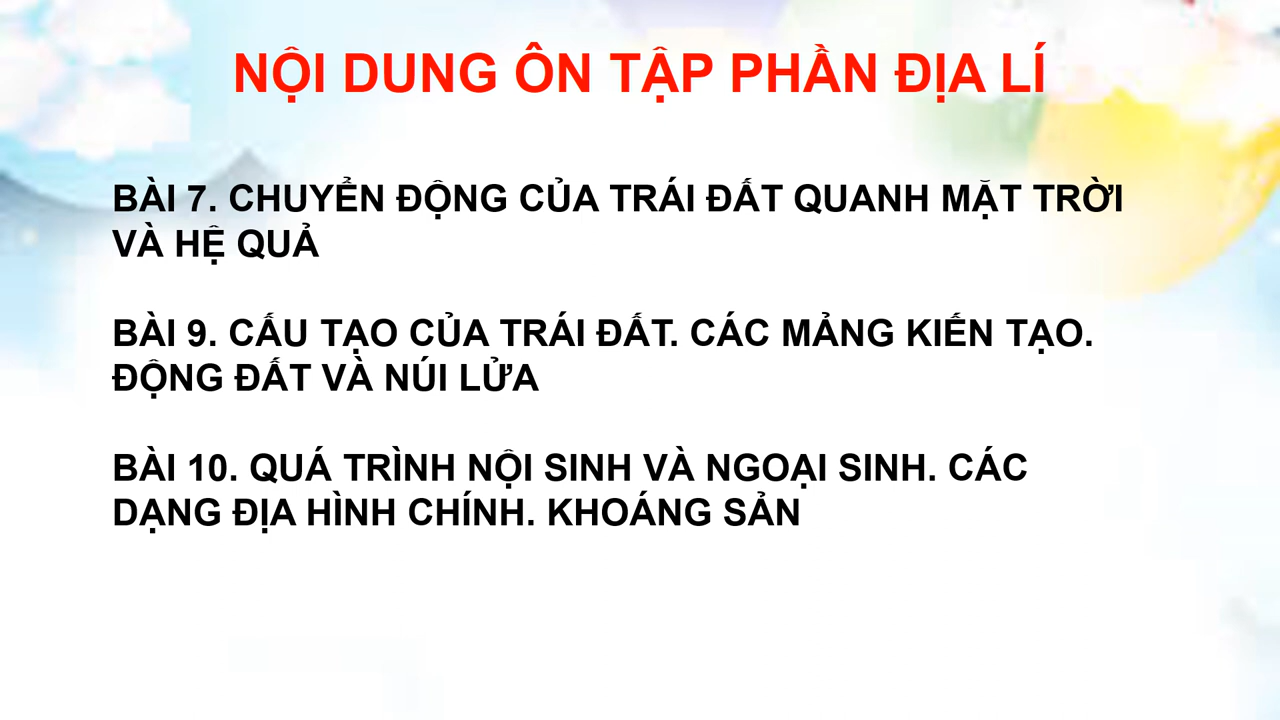 NỘI DUNG ÔN TẬP PHẦN ĐỊA LÍ
BÀI 7. CHUYỂN ĐỘNG CỦA TRÁI ĐẤT QUANH MẶT TRỜI
VÀ HỆ QUẢ
BÀI 9. CẤU TẠO CỦA TRÁI ĐẤT. CÁC MẢNG KIẾN TẠO.
ĐỘNG ĐẤT VÀ NÚI LỬA
BÀI 10. QUÁ TRÌNH NỘI SINH VÀ NGOẠI SINH. CÁC
DẠNG ĐỊA HÌNH CHÍNH. KHOÁNG SẢN